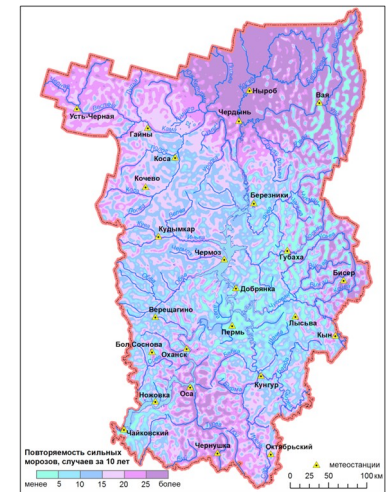 Ныроб
Вая
Усть-Черная
Чердынь
Гайны
Коса
Кочево
Березники
Кудымкар
Губаха
Чермоз
Бисер
Добрянка
Верещагино
Лысьва
Пермь
Кын
Бол.Соснова
Оханск
Кунгур
Оса
Ножовка
Чайковский
Чернушка
Октябрьский
Повторяемость сильных
морозов, случаев за 10 лет
менее 5 10 15 20 25 более
метеостанции
0 25 50 100 км